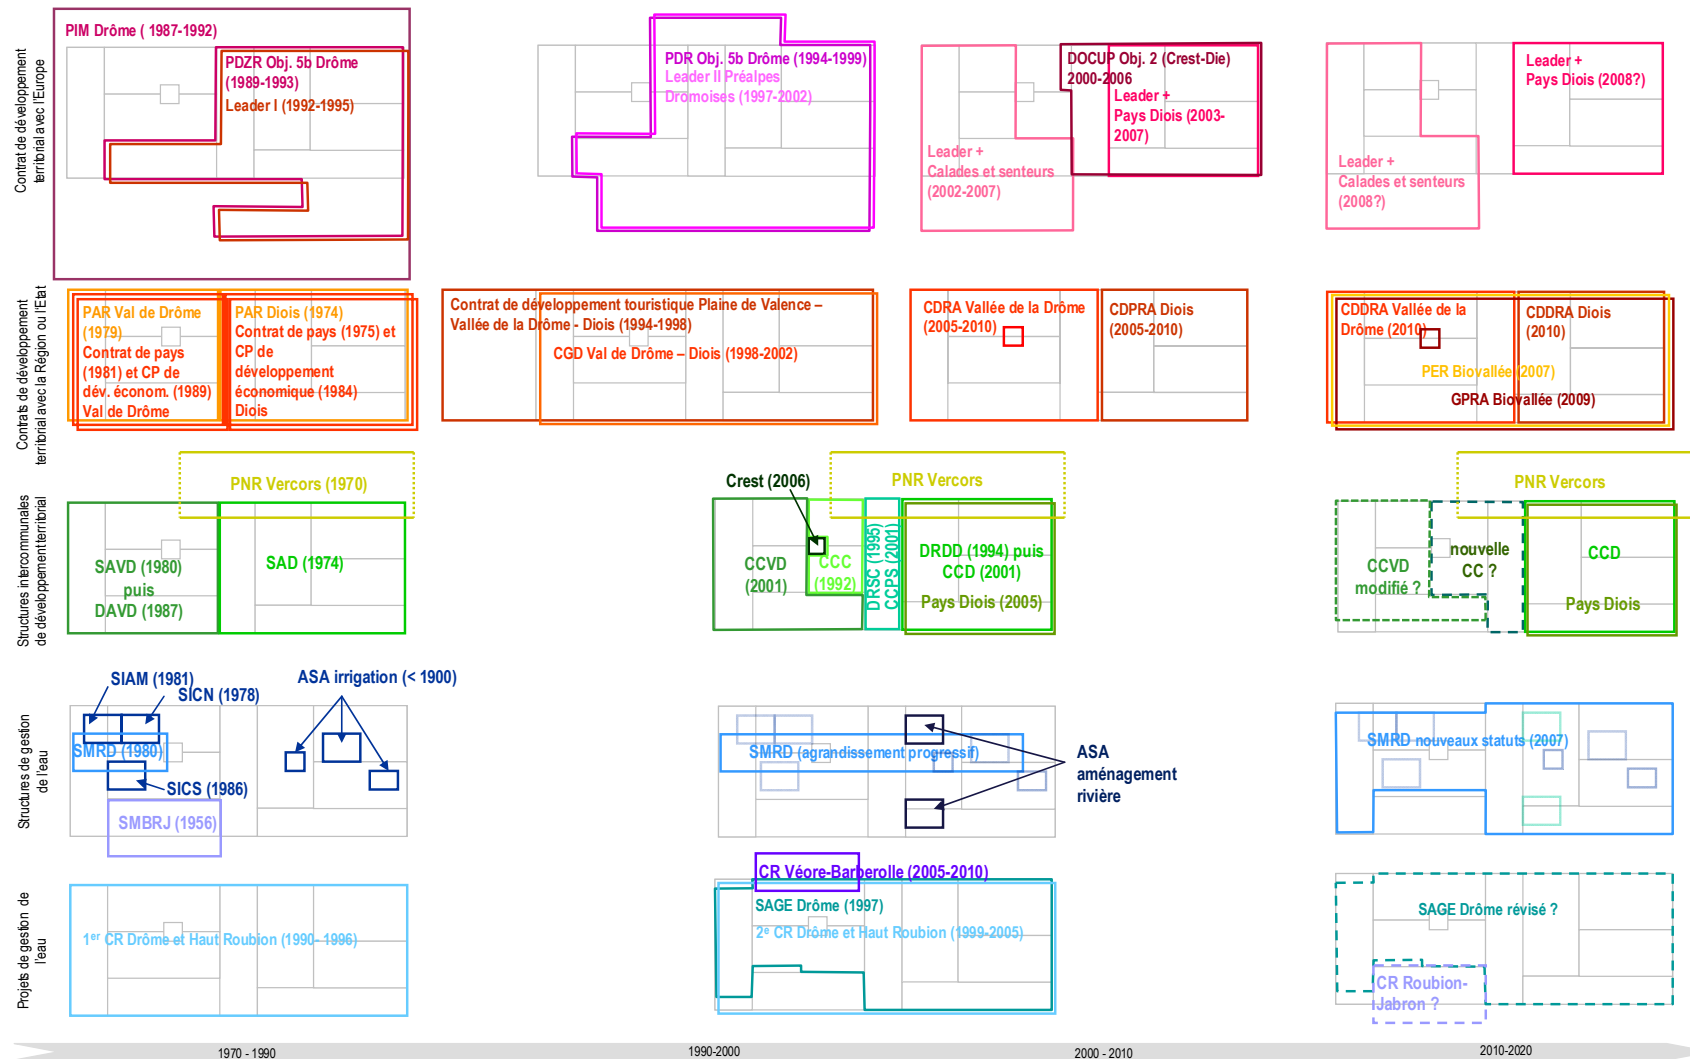 Contrat de développement
territorial avec l'Europe
PIM Drôme ( 1987-1992)
PDZR Obj. 5b Drôme
(1989-1993)
Leader I (1992-1995)
PDR Obj. 5b Drôme (1994-1999)
Leader II Préalpes
Dromoises (1997-2002)
DOCUP Obj. 2 (Crest-Die)
2000-2006
Leader +
Pays Diois (2003-
2007)
Leader +
Calades et senteurs
(2002-2007)
Leader +
Pays Diois (2008?)
Leader +
Calades et senteurs
(2008?)
Contrats de développement
territorial avec la Région ou l'Etat
PAR Val de Drôme
(1979)
Contrat de pays
(1981) et CP de
dév. économ. (1989)
Val de Drôme
PAR Diois (1974)
Contrat de pays (1975) et
CP de
développement
économique (1984)
Diois
Contrat de développement touristique Plaine de Valence –
Vallée de la Drôme - Diois (1994-1998)
CGD Val de Drôme – Diois (1998-2002)
CDRA Vallée de la Drôme
(2005-2010)
CDPRA Diois
(2005-2010)
CDDRA Vallée de la
Drôme (2010)
CDDRA Diois
(2010)
PER Biovallée (2007)
GPRA Biovallée (2009)
Structures intercommunales
de développement territorial
PNR Vercors (1970)
SAVD (1980)
puis
DAVD (1987)
SAD (1974)
Crest (2006)
PNR Vercors
CCVD
(2001)
CCC
(1992)
DRSC (1995)
CCPS (2001)
DRDD (1994) puis
CCD (2001)
Pays Diois (2005)
PNR Vercors
CCVD
modifié ?
nouvelle
CC ?
CCD
Pays Diois
Structures de gestion
de l'eau
SIAM (1981)
SICN (1978)
ASA irrigation (< 1900)
SMRD (1980)
SICS (1986)
SMBRJ (1956)
SMRD (agrandissement progressif)
ASA
aménagement
rivière
SMRD nouveaux statuts (2007)
Projets de gestion de
l'eau
1er CR Drôme et Haut Roubion (1990- 1996)
CR Véore-Barberolle (2005-2010)
SAGE Drôme (1997)
2e CR Drôme et Haut Roubion (1999-2005)
SAGE Drôme révisé ?
CR Roubion-
Jabron ?
1970 - 1990
1990-2000
2000 - 2010
2010-2020